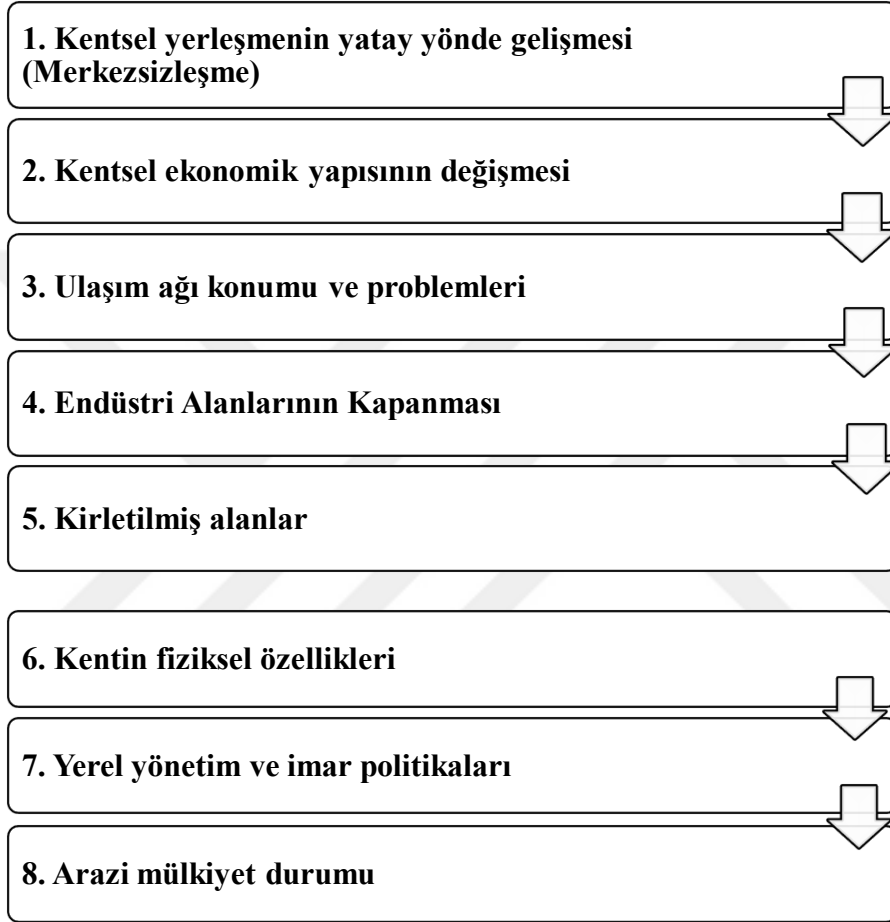 1. Kentsel yerleşmenin yatay yönde gelişmesi
(Merkezsizleşme)
2. Kentsel ekonomik yapısının değişmesi
3. Ulaşım ağı konumu ve problemleri
4. Endüstri Alanlarının Kapanması
5. Kirletilmiş alanlar
6. Kentin fiziksel özellikleri
7. Yerel yönetim ve imar politikaları
8. Arazi mülkiyet durumu